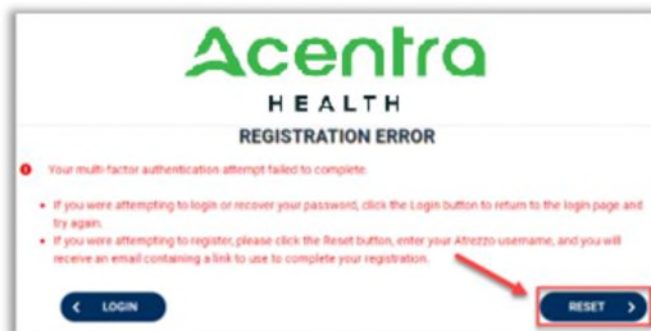 Acentra
HEALTH
REGISTRATION ERROR
Your multi-factor authentication attempt failed to complete.
If you were attempting to login or recover your password, click the Login button to return to the login page and
try again.
If you were attempting to register, please click the Reset button, enter your Atrezzo username, and you will
receive an email containing a link to use to complete your registration.
LOGIN
RESET